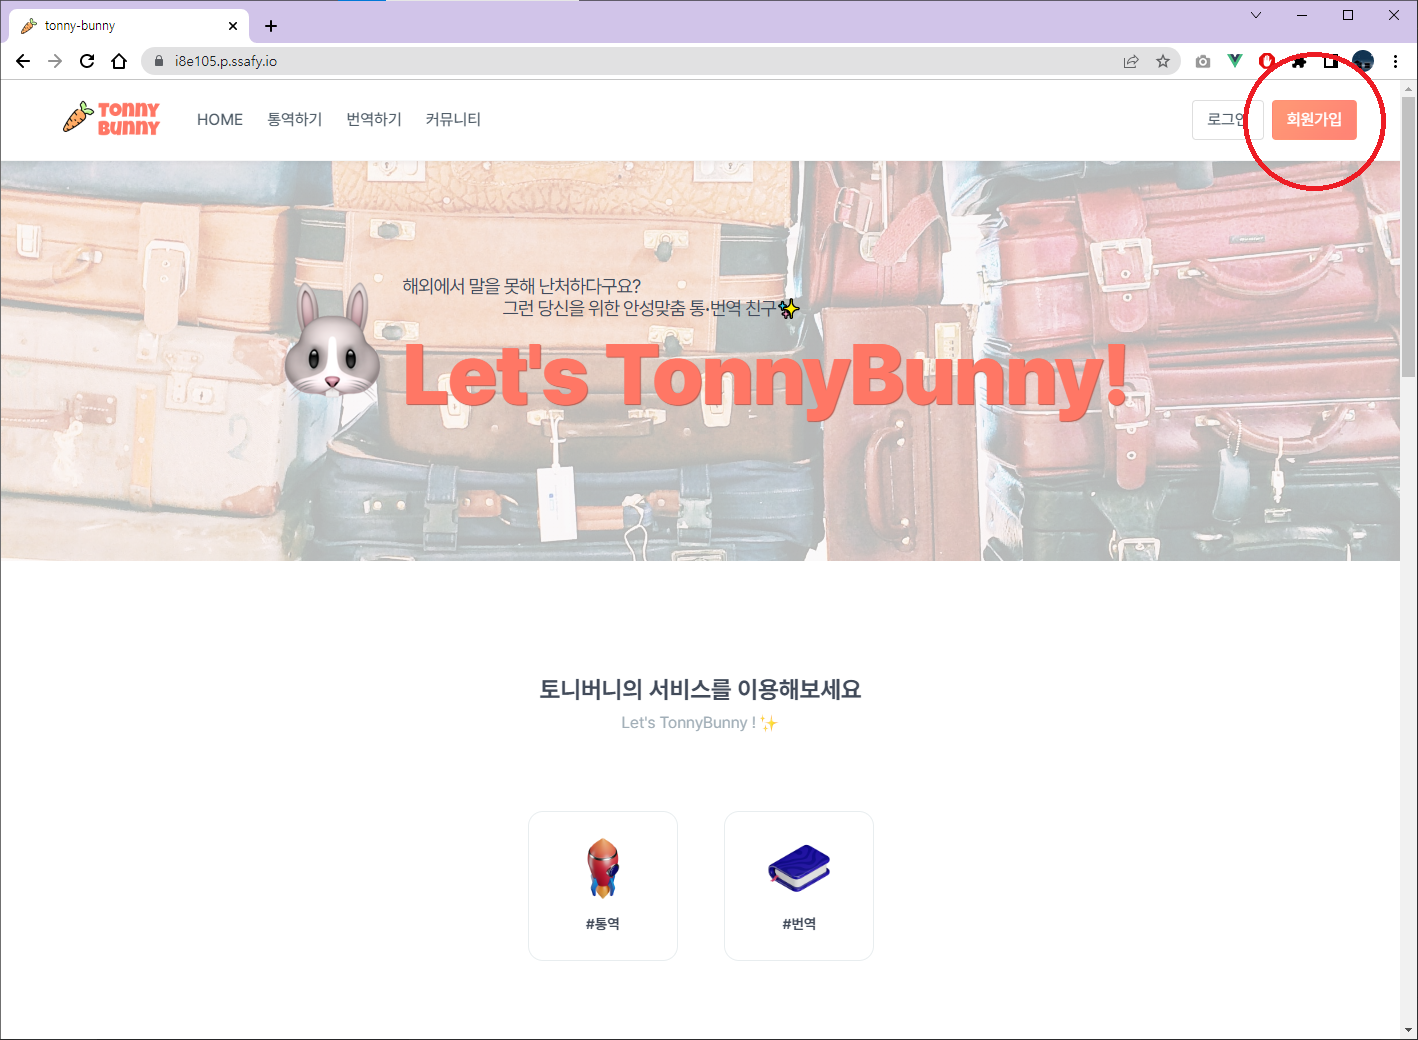 tonny-bunny
i8e105.p.ssafy.io
TONNY
BUNNY
HOME 통역하기 번역하기 커뮤니티
로그인 회원가입
해외에서 말을 못해 난처하다구요?
그런 당신을 위한 안성맞춤 통·번역 친구✨
Let's TonnyBunny!
토니버니의 서비스를 이용해보세요
Let's TonnyBunny ! ✨
#통역 #번역